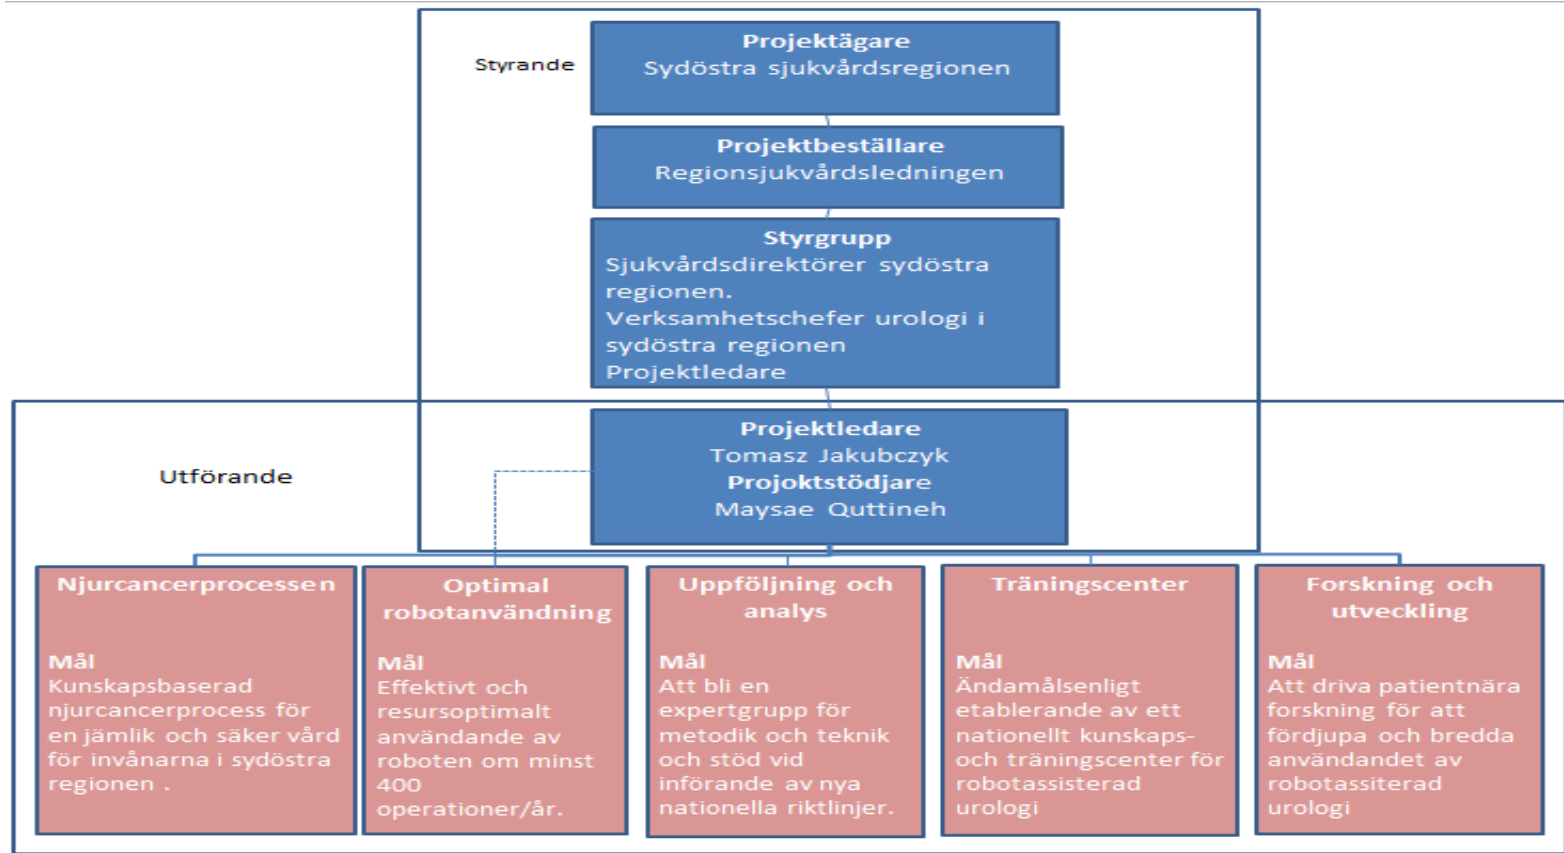 Styrande
Projektägare
Sydöstra sjukvårdsregionen
Projektbeställare
Regionsjukvårdsledningen
Styrgrupp
Sjukvårdsdirektörer sydöstra
regionen.
Verksamhetschefer urologi i
sydöstra regionen
Projektledare
Utförande
Projektledare
Tomasz Jakubczyk
Projoktstödjare
Maysae Quttineh
Njurcancerprocessen
Mål
Kunskapsbaserad
njurcancerprocess för
en jämlik och säker vård
för invånarna i sydöstra
regionen .
Optimal
robotanvändning
Mål
Effektivt och
resursoptimalt
användande av
roboten om minst
400
operationer/år.
Uppföljning och
analys
Mål
Att bli en
expertgrupp för
metodik och teknik
och stöd vid
införande av nya
nationella riktlinjer.
Träningscenter
Mål
Ändamålsenligt
etablerande av ett
nationellt kunskaps-
och träningscenter för
robotassisterad
urologi
Forskning och
utveckling
Mål
Att driva patientnära
forskning för att
fördjupa och bredda
användandet av
robotassiterad
urologi